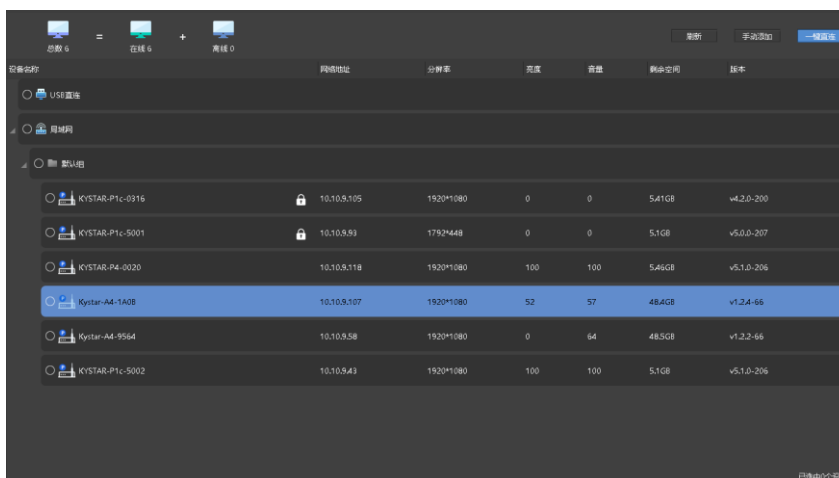 总数 6 = 在线 6 + 离线 0 刷新 手动添加 一键直连
设备名称 网络地址 分辨率 亮度 音量 剩余空间 版本
USB直连
局域网
默认组
KYSTAR-P1c-0316 10.10.9.105 1920*1080 0 0 5.41GB v4.2.0-200
KYSTAR-P1c-5001 10.10.9.93 1792*448 0 0 5.1GB v5.0.0-207
KYSTAR-P4-0020 10.10.9.118 1920*1080 100 100 5.46GB v5.1.0-206
Kystar-A4-1A08 10.10.9.107 1920*1080 52 57 48.4GB v1.2.4-66
Kystar-A4-9564 10.10.9.58 1920*1080 0 64 48.5GB v1.2.2-66
KYSTAR-P1c-5002 10.10.9.43 1920*1080 100 100 5.1GB v5.1.0-206
已选中0个